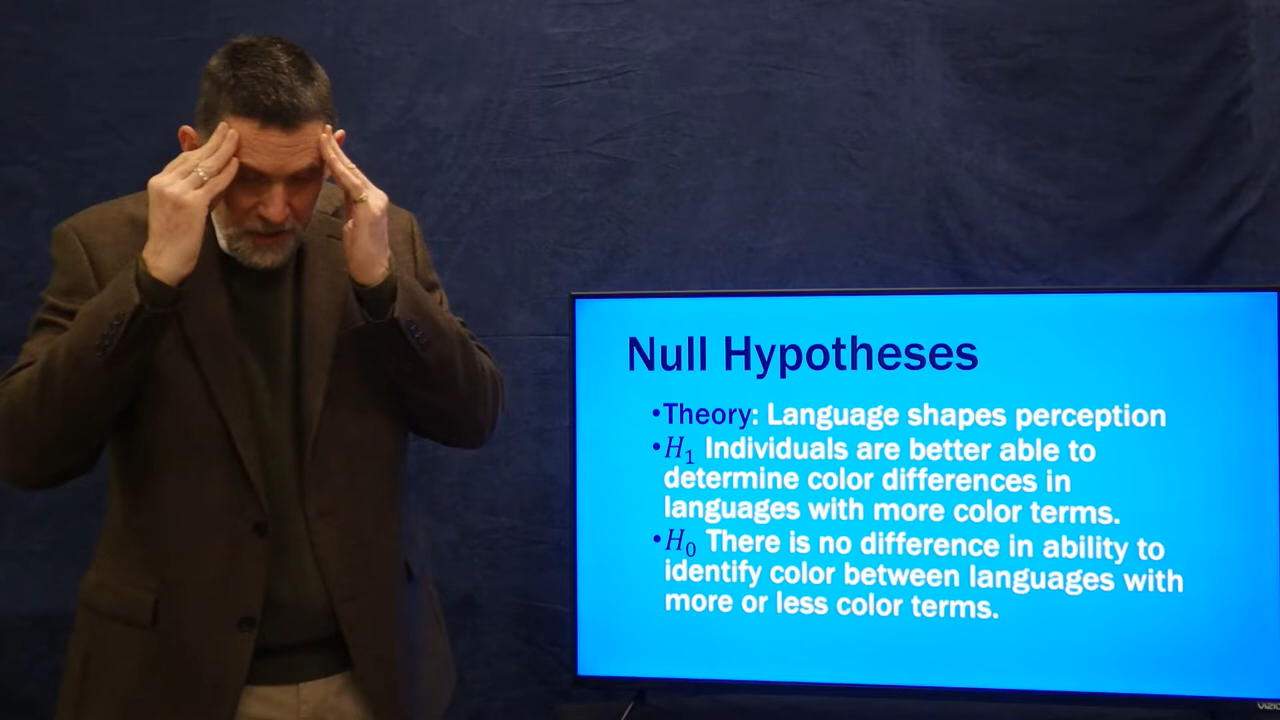 Null Hypotheses
•Theory: Language shapes perception
•H₁ Individuals are better able to
determine color differences in
languages with more color terms.
•H₀ There is no difference in ability to
identify color between languages with
more or less color terms.
VIZIO